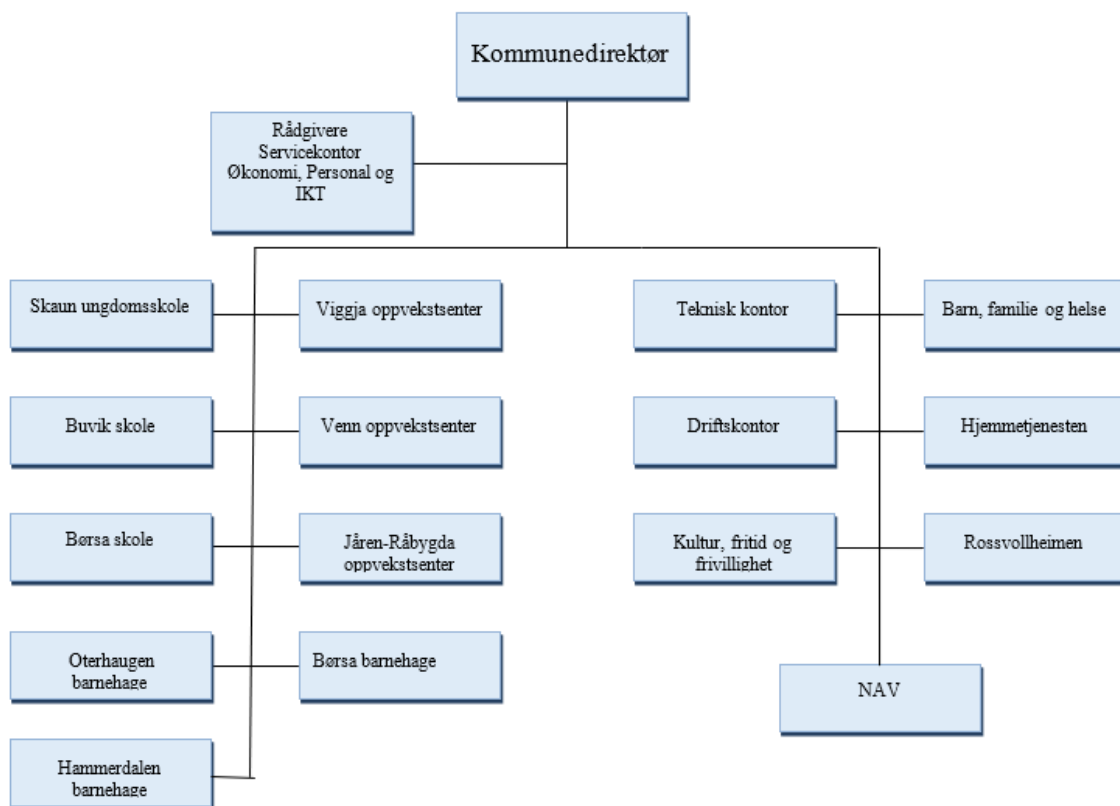 Kommunedirektør
Rådgivere
Servicekontor
Økonomi, Personal og
IKT
Skaun ungdomsskole
Viggja oppvekstsenter
Teknisk kontor
Barn, familie og helse
Buvik skole
Venn oppvekstsenter
Driftskontor
Hjemmetjenesten
Børsa skole
Jåren-Råbygda
oppvekstsenter
Kultur, fritid og
frivillighet
Rossvollheimen
Oterhaugen
barnehage
Børsa barnehage
NAV
Hammerdalen
barnehage